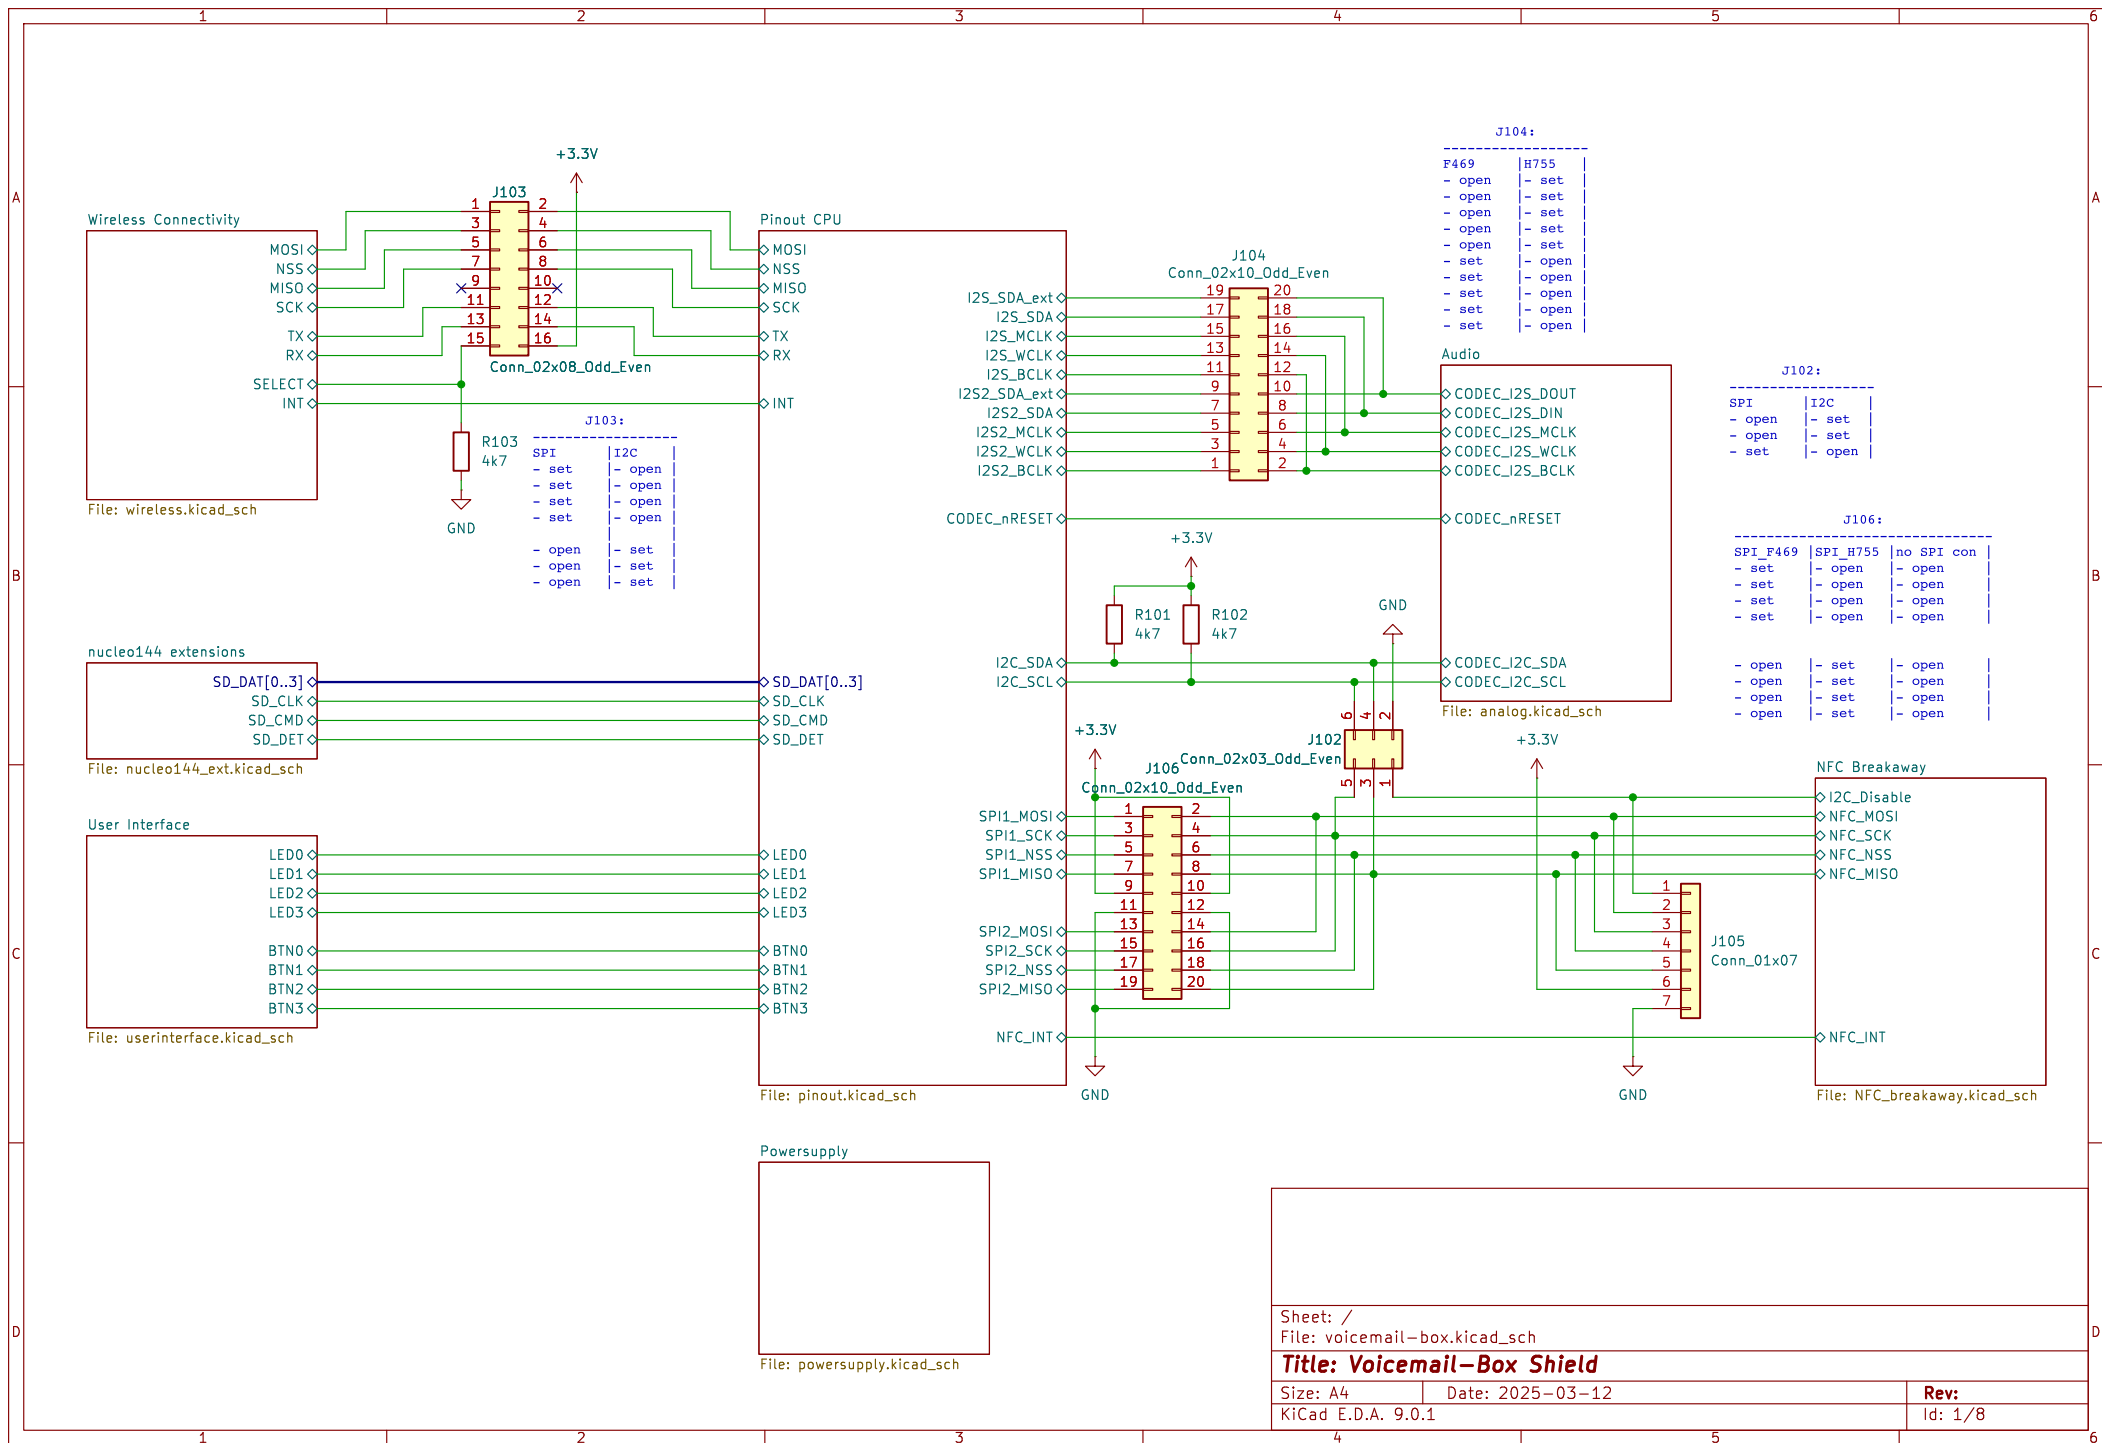 1 2 3 4 5 6
A
B
C
D
A
B
C
D
1 2 3 4 5 6
Wireless Connectivity
MOSI
NSS
MISO
SCK
TX
RX
SELECT
INT
File: wireless.kicad_sch
+3.3V
J103
1 2
3 4
5 6
7 8
9 10
11 12
13 14
15 16
Conn_02x08_Odd_Even
R103
4k7
GND
J103:
------------------
SPI |I2C |
- set |- open |
- set |- open |
- set |- open |
- set |- open |
| |
- open |- set |
- open |- set |
- open |- set |
nucleo144 extensions
SD_DAT[0..3]
SD_CLK
SD_CMD
SD_DET
File: nucleo144_ext.kicad_sch
User Interface
LED0
LED1
LED2
LED3
BTN0
BTN1
BTN2
BTN3
File: userinterface.kicad_sch
Pinout CPU
MOSI
NSS
MISO
SCK
TX
RX
INT
SD_DAT[0..3]
SD_CLK
SD_CMD
SD_DET
LED0
LED1
LED2
LED3
BTN0
BTN1
BTN2
BTN3
I2S_SDA_ext
I2S_SDA
I2S_MCLK
I2S_WCLK
I2S_BCLK
I2S2_SDA_ext
I2S2_SDA
I2S2_MCLK
I2S2_WCLK
I2S2_BCLK
CODEC_nRESET
I2C_SDA
I2C_SCL
SPI1_MOSI
SPI1_SCK
SPI1_NSS
SPI1_MISO
SPI2_MOSI
SPI2_SCK
SPI2_NSS
SPI2_MISO
NFC_INT
File: pinout.kicad_sch
J104
Conn_02x10_Odd_Even
19 20
17 18
15 16
13 14
11 12
9 10
7 8
5 6
3 4
1 2
J104:
------------------
F469 |H755 |
- open |- set |
- open |- set |
- open |- set |
- open |- set |
- open |- set |
- set |- open |
- set |- open |
- set |- open |
- set |- open |
- set |- open |
Audio
CODEC_I2S_DOUT
CODEC_I2S_DIN
CODEC_I2S_MCLK
CODEC_I2S_WCLK
CODEC_I2S_BCLK
CODEC_nRESET
CODEC_I2C_SDA
CODEC_I2C_SCL
File: analog.kicad_sch
J102:
------------------
SPI |I2C |
- open |- set |
- open |- set |
- set |- open |
J106:
--------------------------------
SPI_F469 |SPI_H755 |no SPI con |
- set |- open |- open |
- set |- open |- open |
- set |- open |- open |
- set |- open |- open |
- open |- set |- open |
- open |- set |- open |
- open |- set |- open |
- open |- set |- open |
+3.3V
R101
4k7
R102
4k7
GND
6 4 2
J102
Conn_02x03_Odd_Even
5 3 1
+3.3V
J106
Conn_02x10_Odd_Even
1 2
3 4
5 6
7 8
9 10
11 12
13 14
15 16
17 18
19 20
GND
+3.3V
1
2
3
4
5
6
7
J105
Conn_01x07
GND
NFC Breakaway
I2C_Disable
NFC_MOSI
NFC_SCK
NFC_NSS
NFC_MISO
NFC_INT
File: NFC_breakaway.kicad_sch
Powersupply
File: powersupply.kicad_sch
Sheet: /
File: voicemail-box.kicad_sch
Title: Voicemail-Box Shield
Size: A4 Date: 2025-03-12 Rev:
KiCad E.D.A. 9.0.1 Id: 1/8